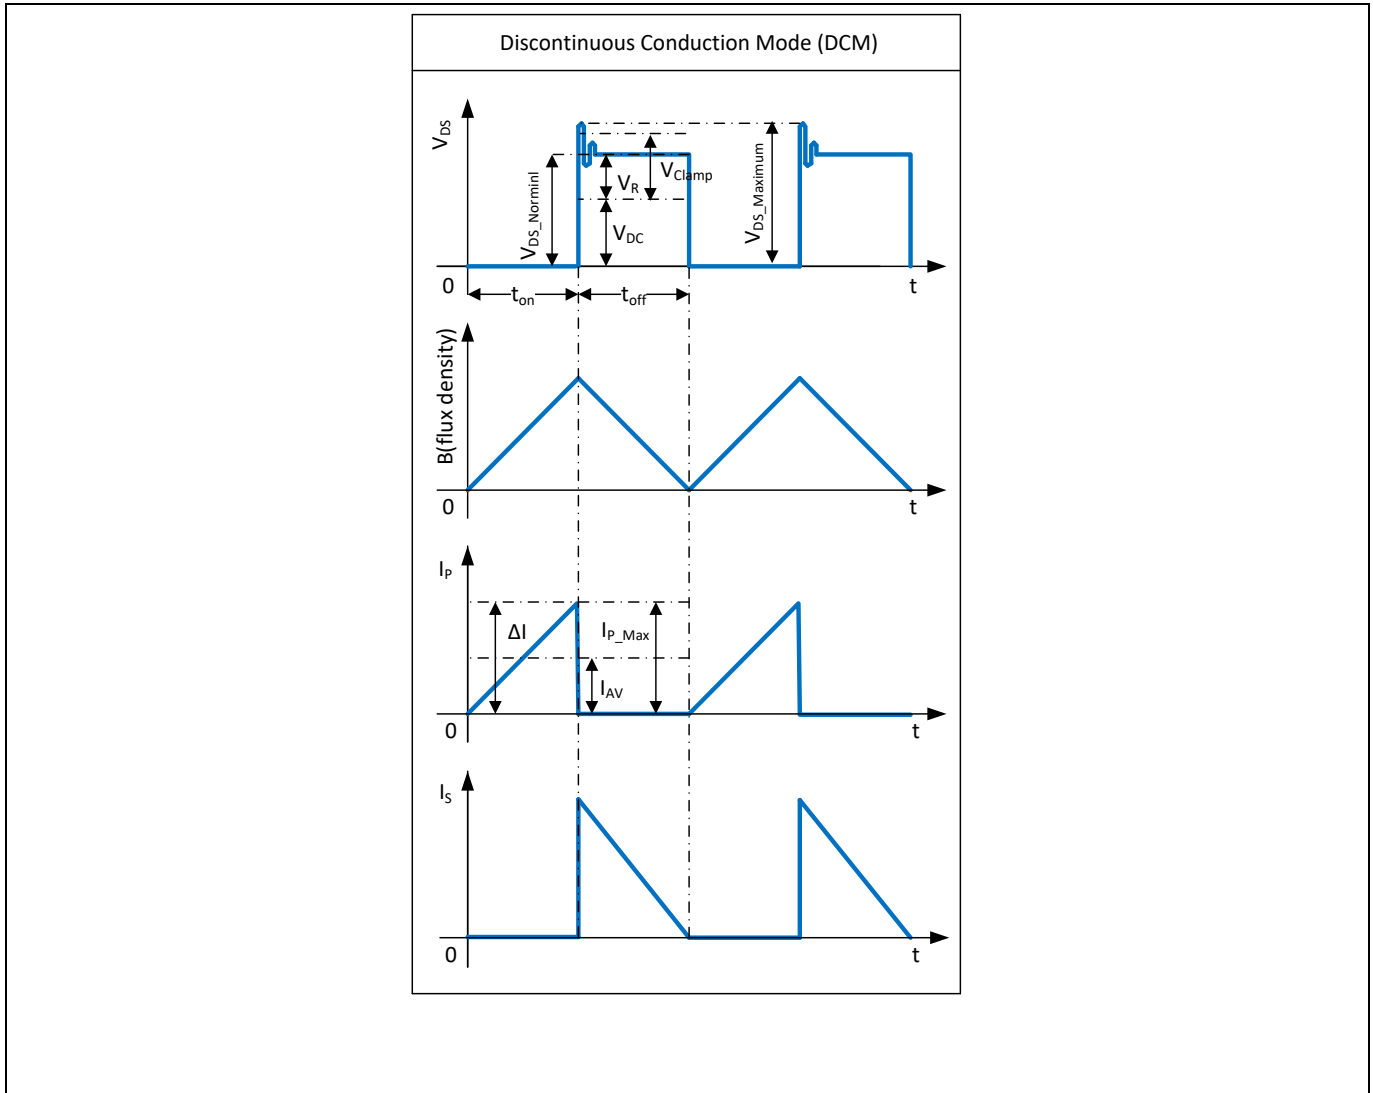 Discontinuous Conduction Mode (DCM)
V_DS
V_DS_Norminl
V_R
V_Clamp
V_DC
V_DS_Maximum
0
t_on
t_off
t
B(flux density)
0
t
I_P
ΔI
I_P_Max
I_AV
0
t
I_S
0
t